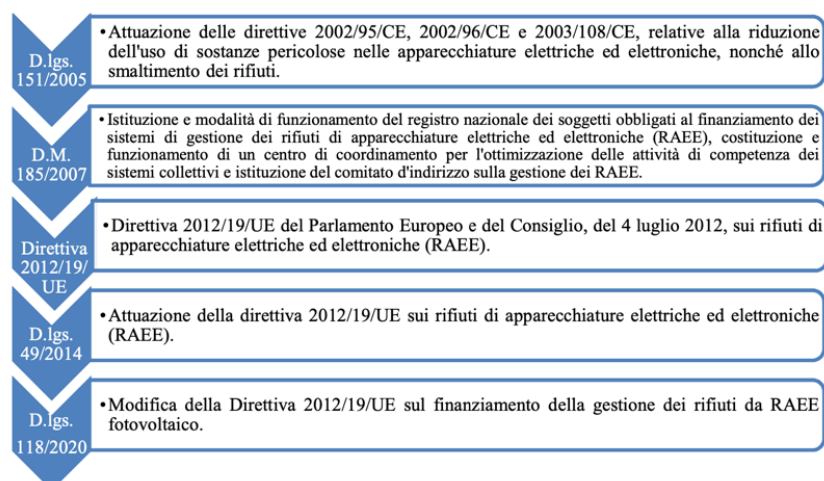 D.lgs.
151/2005
•Attuazione delle direttive 2002/95/CE, 2002/96/CE e 2003/108/CE, relative alla riduzione
dell'uso di sostanze pericolose nelle apparecchiature elettriche ed elettroniche, nonché allo
smaltimento dei rifiuti.
D.M.
185/2007
•Istituzione e modalità di funzionamento del registro nazionale dei soggetti obbligati al finanziamento dei
sistemi di gestione dei rifiuti di apparecchiature elettriche ed elettroniche (RAEE), costituzione e
funzionamento di un centro di coordinamento per l'ottimizzazione delle attività di competenza dei
sistemi collettivi e istituzione del comitato d'indirizzo sulla gestione dei RAEE.
Direttiva
2012/19/
UE
•Direttiva 2012/19/UE del Parlamento Europeo e del Consiglio, del 4 luglio 2012, sui rifiuti di
apparecchiature elettriche ed elettroniche (RAEE).
D.lgs.
49/2014
•Attuazione della direttiva 2012/19/UE sui rifiuti di apparecchiature elettriche ed elettroniche
(RAEE).
D.lgs.
118/2020
•Modifica della Direttiva 2012/19/UE sul finanziamento della gestione dei rifiuti da RAEE
fotovoltaico.